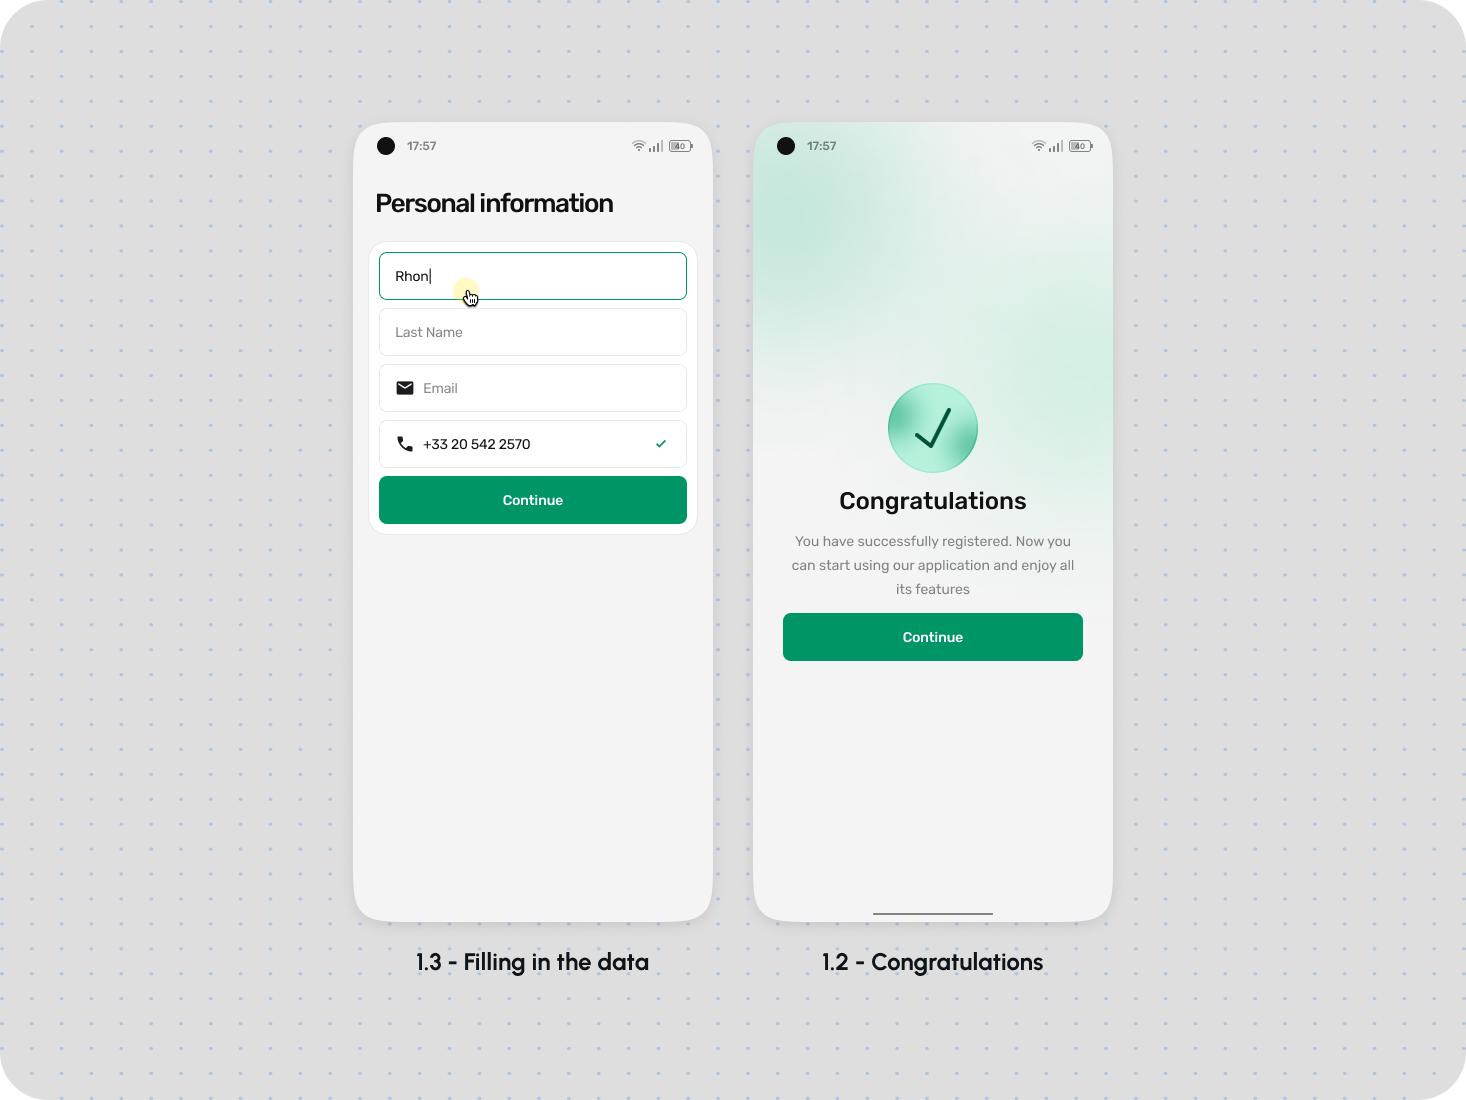 17:57
40
Personal information
Rhon
Last Name
Email
+33 20 542 2570
Continue
1.3 - Filling in the data
17:57
40
Congratulations
You have successfully registered. Now you
can start using our application and enjoy all
its features
Continue
1.2 - Congratulations